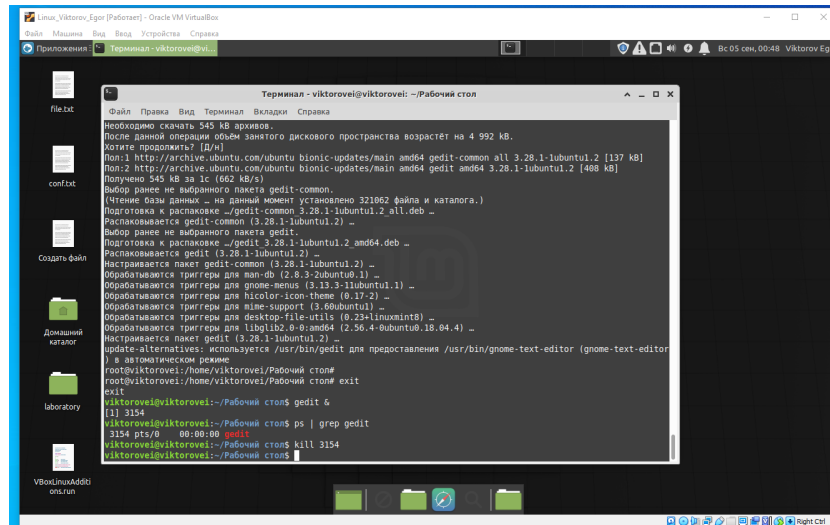 Linux_Viktorov_Egor [Работает] - Oracle VM VirtualBox
Файл Машина Вид Ввод Устройства Справка
Приложения
Терминал - viktorovei@vi...
Вс 05 сен, 00:48 Viktorov Eg
file.txt
conf.txt
Создать файл
Домашний
каталог
laboratory
VBoxLinuxAdditi
ons.run
Терминал - viktorovei@viktorovei: ~/Рабочий стол
Файл Правка Вид Терминал Вкладки Справка
Необходимо скачать 545 kB архивов.
После данной операции объём занятого дискового пространства возрастёт на 4 992 kB.
Хотите продолжить? [Д/н]
Пол:1 http://archive.ubuntu.com/ubuntu bionic-updates/main amd64 gedit-common all 3.28.1-1ubuntu1.2 [137 kB]
Пол:2 http://archive.ubuntu.com/ubuntu bionic-updates/main amd64 gedit amd64 3.28.1-1ubuntu1.2 [408 kB]
Получено 545 kB за 1с (662 kB/s)
Выбор ранее не выбранного пакета gedit-common.
(Чтение базы данных … на данный момент установлено 321062 файла и каталога.)
Подготовка к распаковке …/gedit-common_3.28.1-1ubuntu1.2_all.deb …
Распаковывается gedit-common (3.28.1-1ubuntu1.2) …
Выбор ранее не выбранного пакета gedit.
Подготовка к распаковке …/gedit_3.28.1-1ubuntu1.2_amd64.deb …
Распаковывается gedit (3.28.1-1ubuntu1.2) …
Настраивается пакет gedit-common (3.28.1-1ubuntu1.2) …
Обрабатываются триггеры для man-db (2.8.3-2ubuntu0.1) …
Обрабатываются триггеры для gnome-menus (3.13.3-11ubuntu1.1) …
Обрабатываются триггеры для hicolor-icon-theme (0.17-2) …
Обрабатываются триггеры для mime-support (3.60ubuntu1) …
Обрабатываются триггеры для desktop-file-utils (0.23+linuxmint8) …
Обрабатываются триггеры для libglib2.0-0:amd64 (2.56.4-0ubuntu0.18.04.4) …
Настраивается пакет gedit (3.28.1-1ubuntu1.2) …
update-alternatives: используется /usr/bin/gedit для предоставления /usr/bin/gnome-text-editor (gnome-text-editor
) в автоматическом режиме
root@viktorovei:/home/viktorovei/Рабочий стол#
root@viktorovei:/home/viktorovei/Рабочий стол# exit
exit
viktorovei@viktorovei:~/Рабочий стол$ gedit &
[1] 3154
viktorovei@viktorovei:~/Рабочий стол$ ps | grep gedit
3154 pts/0 00:00:00 gedit
viktorovei@viktorovei:~/Рабочий стол$ kill 3154
viktorovei@viktorovei:~/Рабочий стол$
Right Ctrl